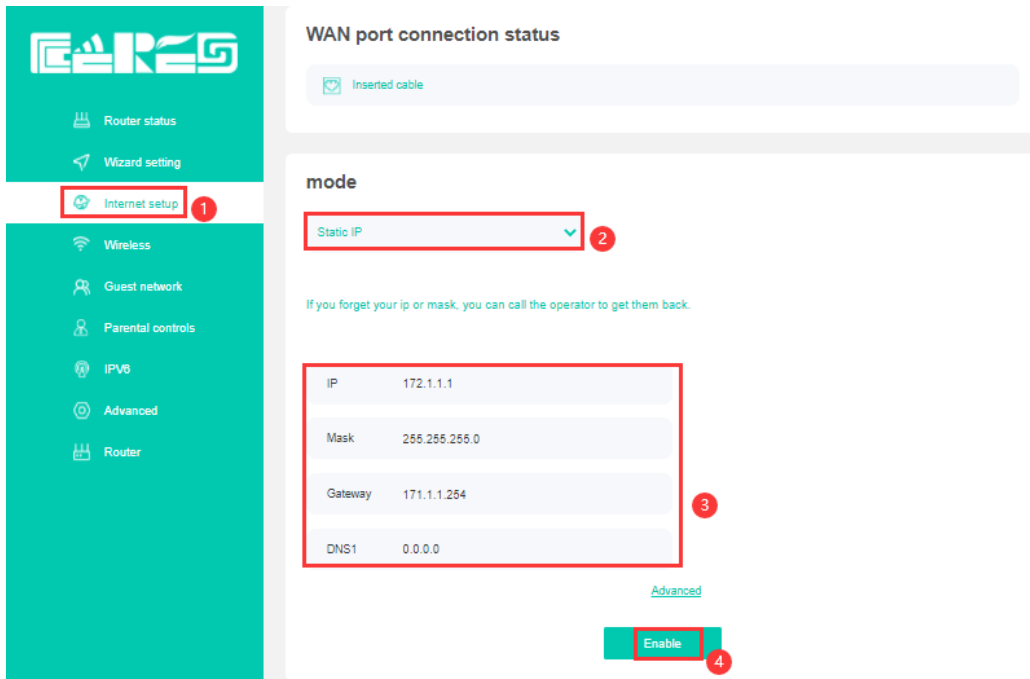 WAN port connection status
Inserted cable
Router status
Wizard setting
Internet setup
1
Wireless
Guest network
Parental controls
IPV6
Advanced
Router
mode
Static IP
2
If you forget your ip or mask, you can call the operator to get them back.
IP 172.1.1.1
Mask 255.255.255.0
Gateway 171.1.1.254
DNS1 0.0.0.0
3
Advanced
Enable
4